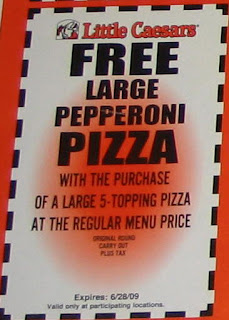 Little Caesars
FREE
LARGE
PEPPERONI
PIZZA
WITH THE PURCHASE
OF A LARGE 5-TOPPING PIZZA
AT THE REGULAR MENU PRICE
ORIGINAL ROUND
CARRY OUT
PLUS TAX
Expires: 6/28/09
Valid only at participating locations.